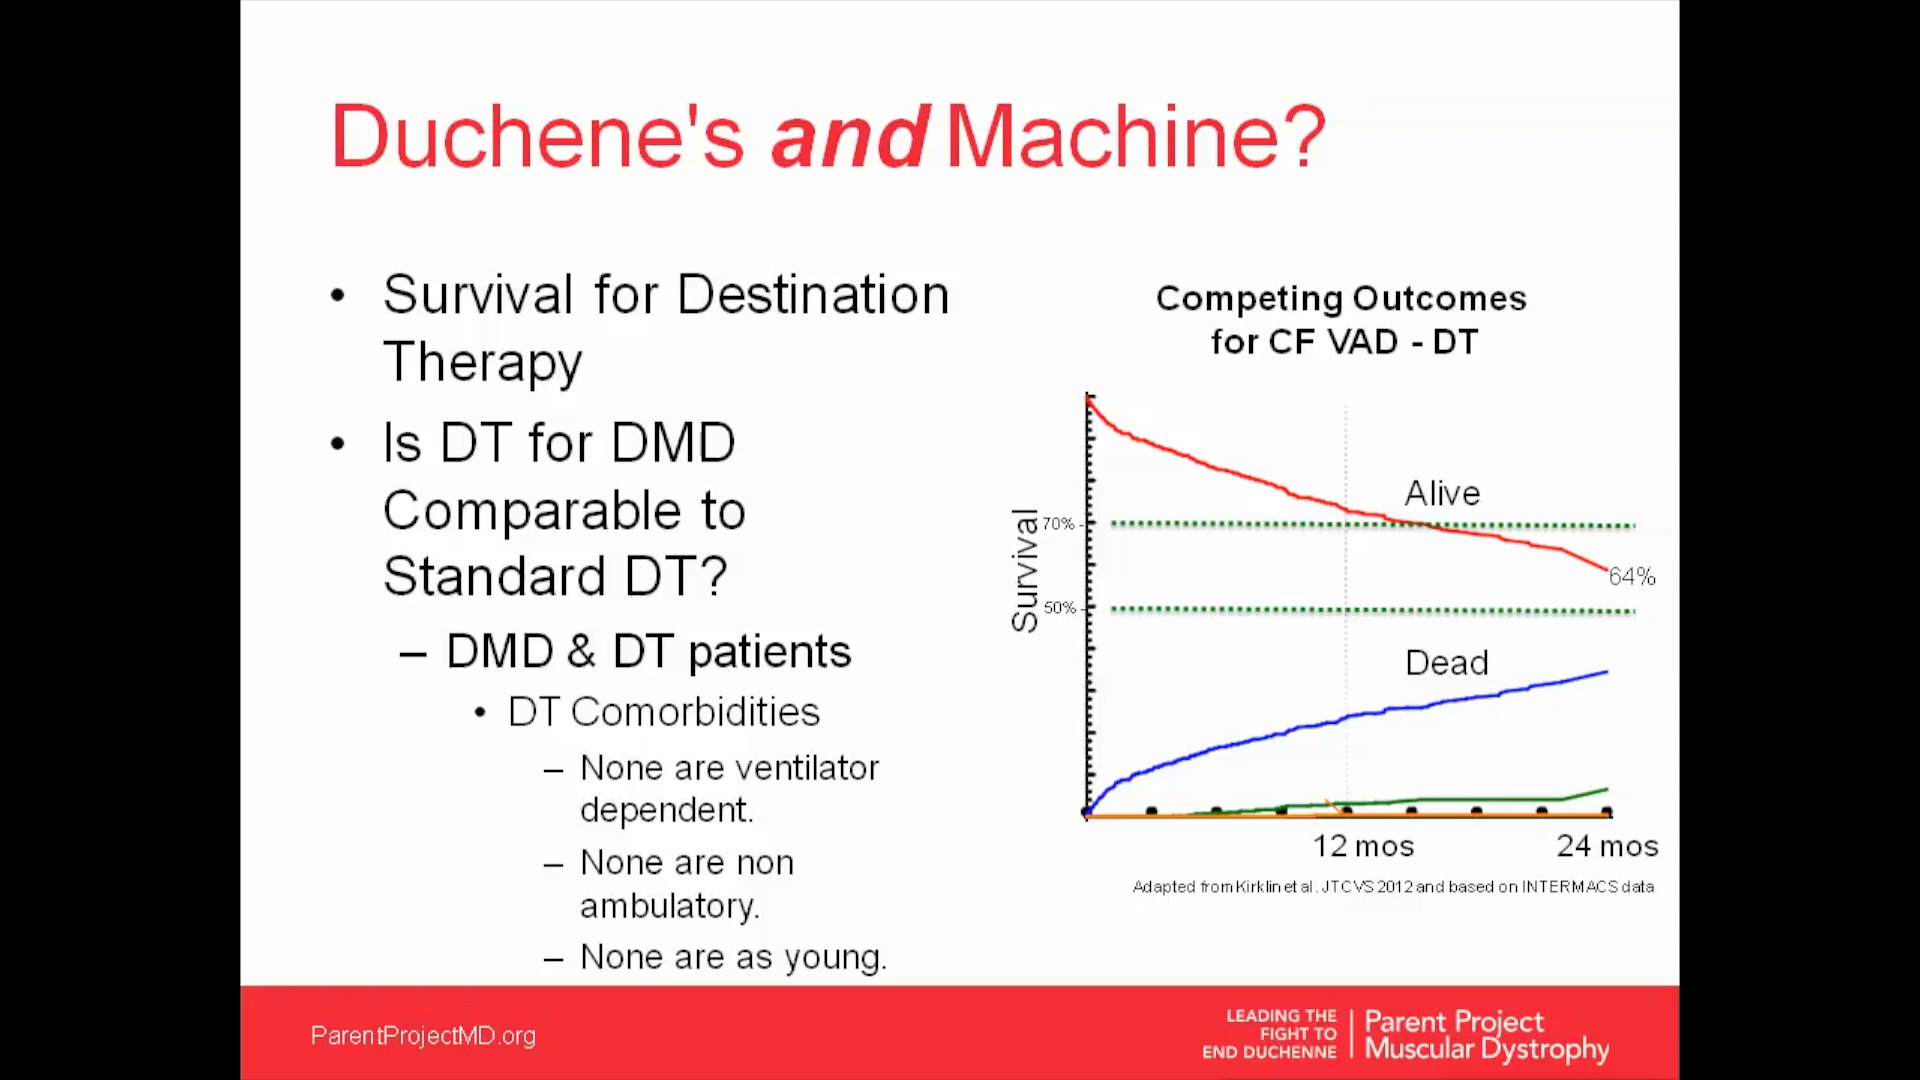 Duchene's and Machine?
• Survival for Destination
Therapy
• Is DT for DMD
Comparable to
Standard DT?
– DMD & DT patients
• DT Comorbidities
– None are ventilator
dependent.
– None are non
ambulatory.
– None are as young.
Competing Outcomes
for CF VAD - DT
Survival
70%
50%
Alive
64%
Dead
12 mos
24 mos
Adapted from Kirklin et al. JTCVS 2012 and based on INTERMACS data
ParentProjectMD.org
LEADING THE
FIGHT TO
END DUCHENNE
Parent Project
Muscular Dystrophy